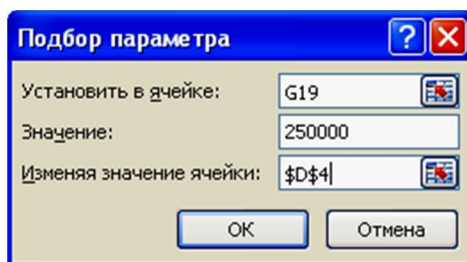 Подбор параметра
Установить в ячейке: G19
Значение: 250000
Изменяя значение ячейки: $D$4
ОК Отмена